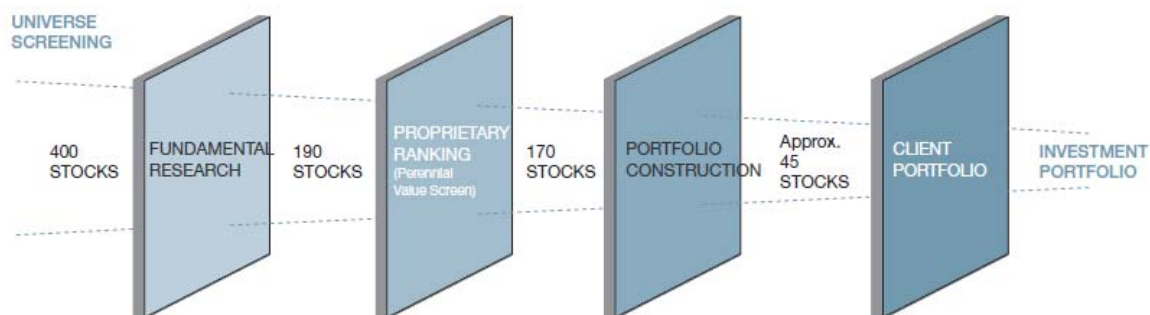 UNIVERSE
SCREENING
400
STOCKS
FUNDAMENTAL
RESEARCH
190
STOCKS
PROPRIETARY
RANKING
(Perennial
Value Screen)
170
STOCKS
PORTFOLIO
CONSTRUCTION
Approx.
45
STOCKS
CLIENT
PORTFOLIO
INVESTMENT
PORTFOLIO